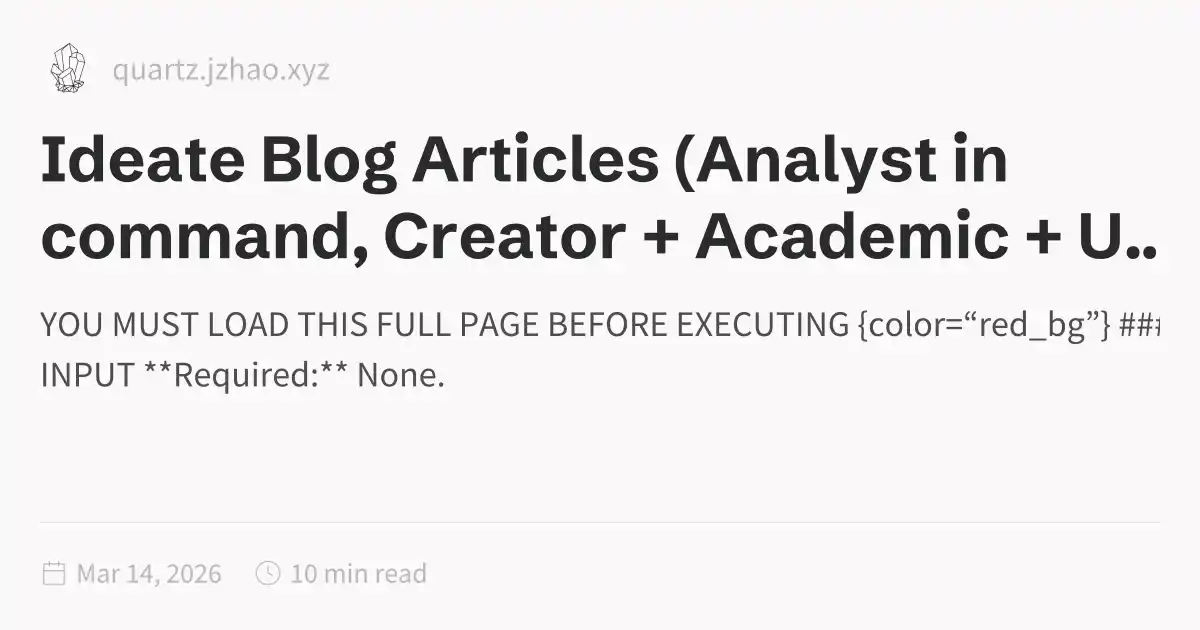 quartz.jzhao.xyz
Ideate Blog Articles (Analyst in
command, Creator + Academic + U..
YOU MUST LOAD THIS FULL PAGE BEFORE EXECUTING {color=“red_bg”} ###
INPUT **Required:** None.
Mar 14, 2026 10 min read